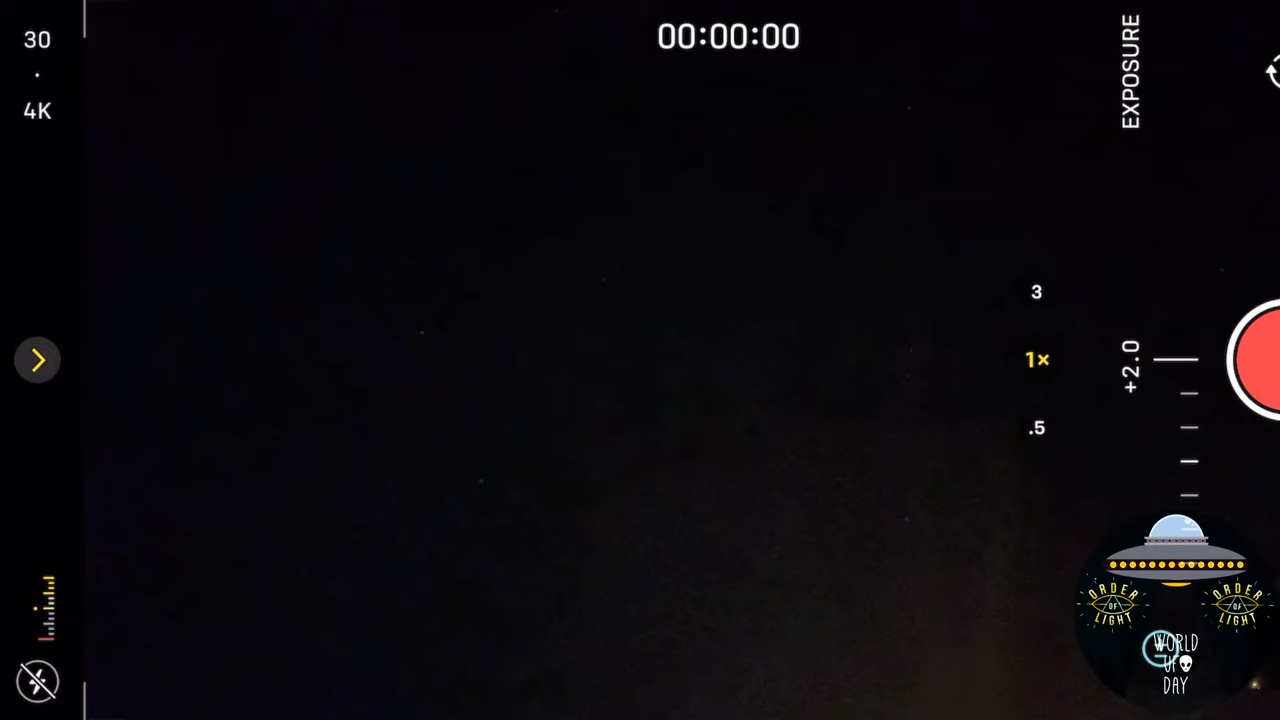 30
4K
00:00:00
EXPOSURE
3
1×
.5
+2.0
ORDER
OF
LIGHT
ORDER
OF
LIGHT
WORLD
UF
DAY